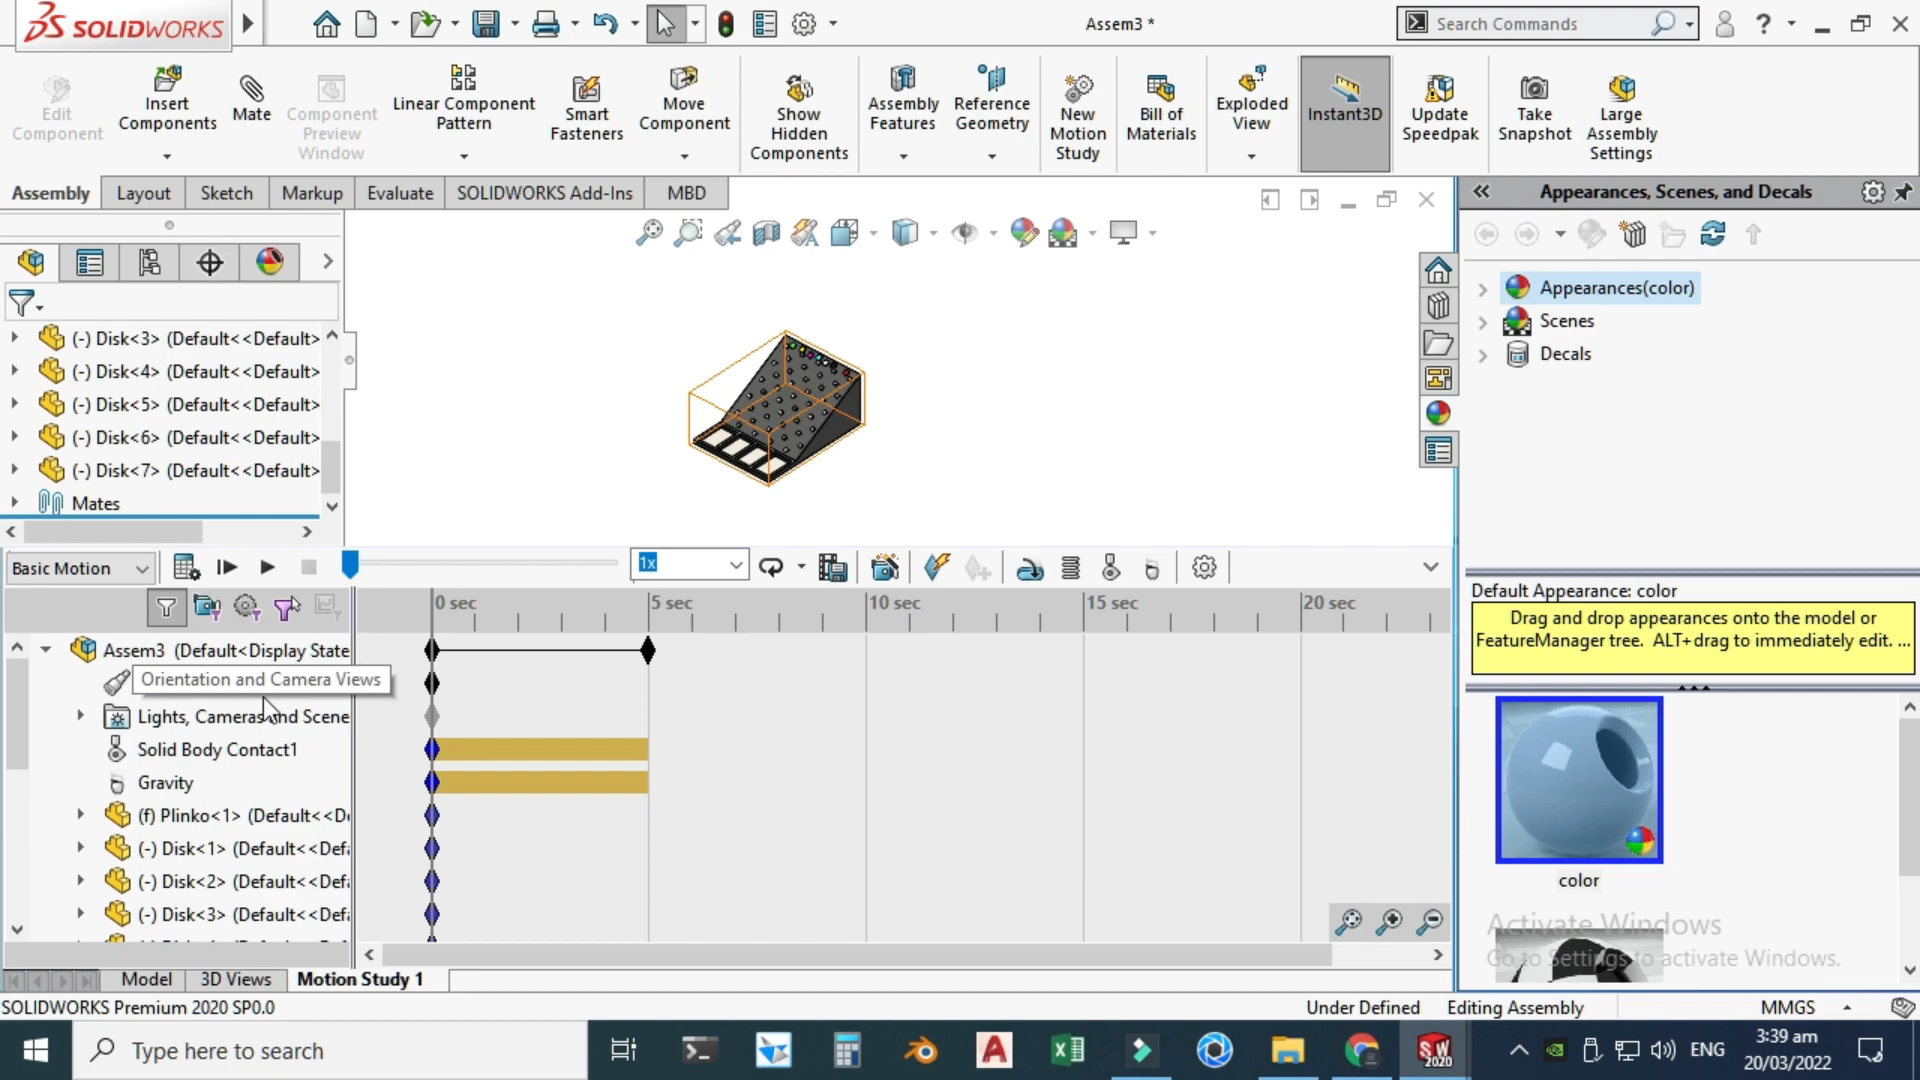 SOLIDWORKS
Assem3 *
Search Commands
Edit Component
Insert Components
Mate
Component Preview Window
Linear Component Pattern
Smart Fasteners
Move Component
Show Hidden Components
Assembly Features
Reference Geometry
New Motion Study
Bill of Materials
Exploded View
Instant3D
Update Speedpak
Take Snapshot
Large Assembly Settings
Assembly
Layout
Sketch
Markup
Evaluate
SOLIDWORKS Add-Ins
MBD
Appearances, Scenes, and Decals
(-) Disk<3> (Default<<Default>
(-) Disk<4> (Default<<Default>
(-) Disk<5> (Default<<Default>
(-) Disk<6> (Default<<Default>
(-) Disk<7> (Default<<Default>
Mates
Appearances(color)
Scenes
Decals
Basic Motion
1x
0 sec
5 sec
10 sec
15 sec
20 sec
Assem3 (Default<Display State
Orientation and Camera Views
Lights, Cameras and Scene
Solid Body Contact1
Gravity
(f) Plinko<1> (Default<<D
(-) Disk<1> (Default<<Def
(-) Disk<2> (Default<<Def
(-) Disk<3> (Default<<Def
Default Appearance: color
Drag and drop appearances onto the model or
FeatureManager tree. ALT+drag to immediately edit. ...
color
Activate Windows
Go to Settings to activate Windows.
Model
3D Views
Motion Study 1
SOLIDWORKS Premium 2020 SP0.0
Under Defined
Editing Assembly
MMGS
Type here to search
SW 2020
ENG
3:39 am
20/03/2022